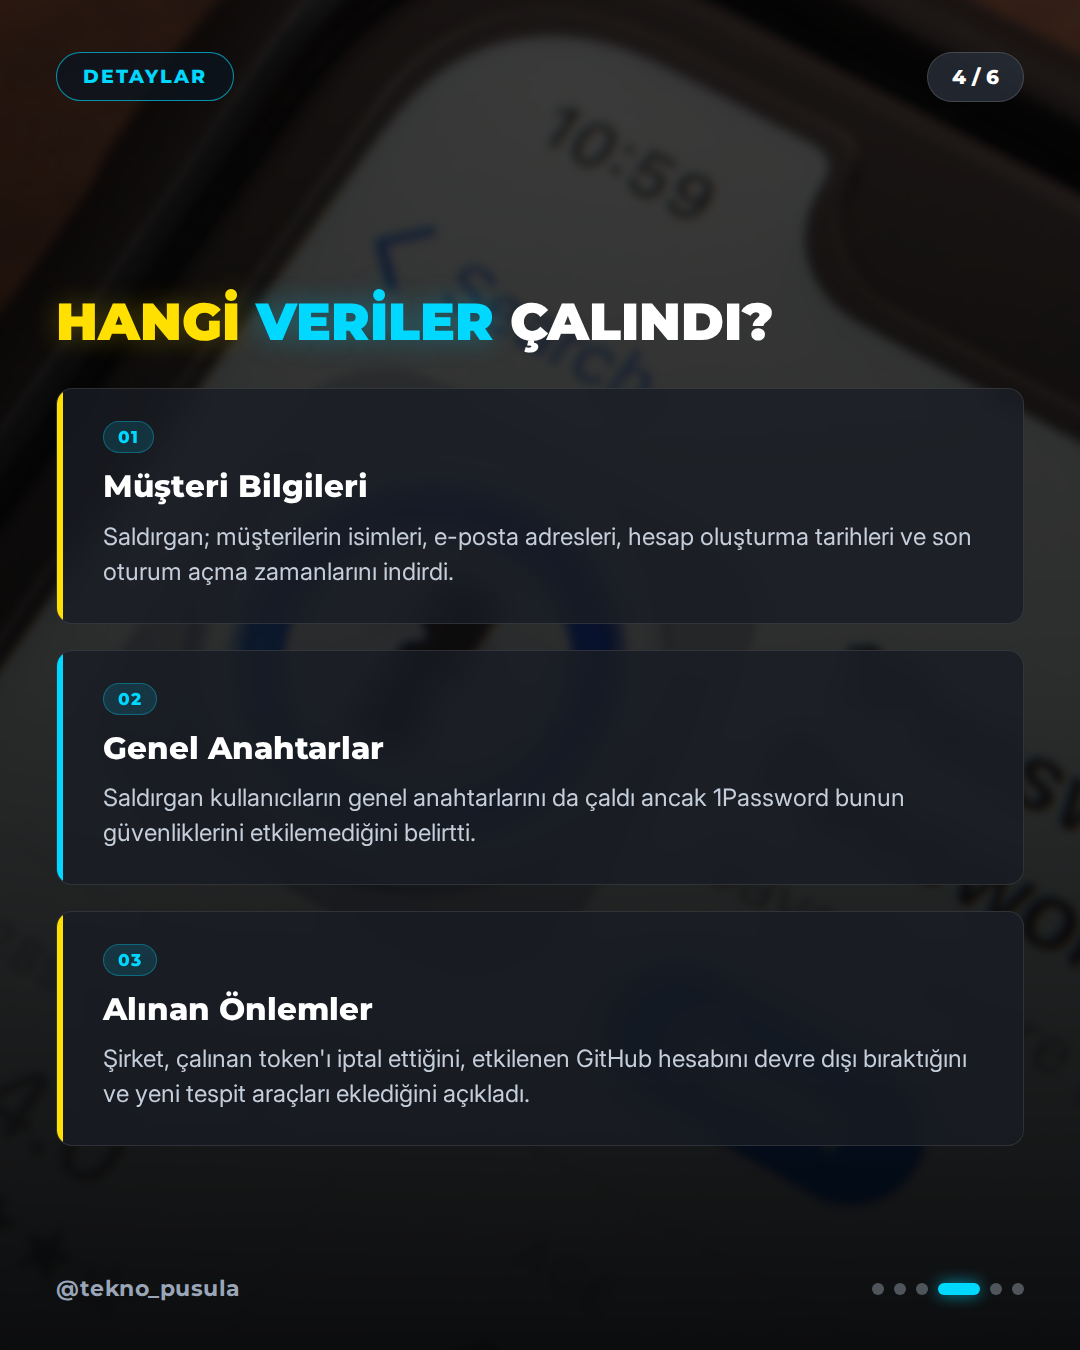 DETAYLAR
4 / 6
10:59
Search
HANGİ VERİLER ÇALINDI?
01
Müşteri Bilgileri
Saldırgan; müşterilerin isimleri, e-posta adresleri, hesap oluşturma tarihleri ve son
oturum açma zamanlarını indirdi.
02
Genel Anahtarlar
Saldırgan kullanıcıların genel anahtarlarını da çaldı ancak 1Password bunun
güvenliklerini etkilemediğini belirtti.
03
Alınan Önlemler
Şirket, çalınan token'ı iptal ettiğini, etkilenen GitHub hesabını devre dışı bıraktığını
ve yeni tespit araçları eklediğini açıkladı.
@tekno_pusula